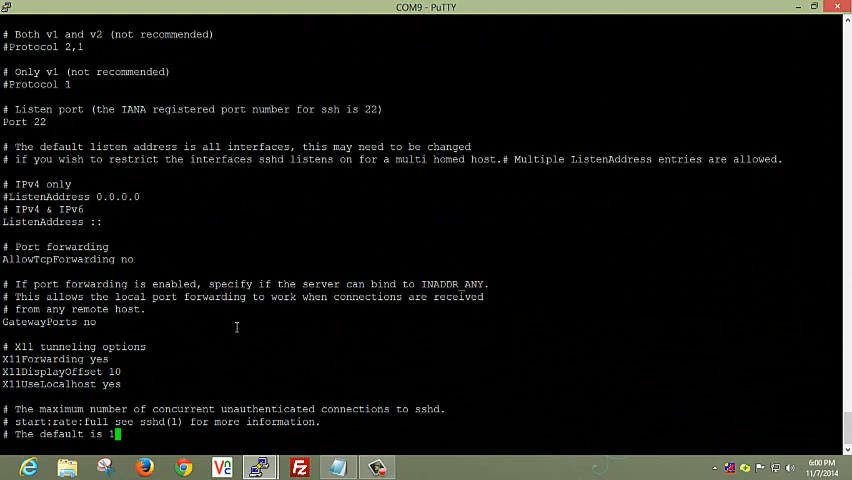 COM9 - PuTTY
# Both v1 and v2 (not recommended)
#Protocol 2,1
# Only v1 (not recommended)
#Protocol 1
# Listen port (the IANA registered port number for ssh is 22)
Port 22
# The default listen address is all interfaces, this may need to be changed
# if you wish to restrict the interfaces sshd listens on for a multi homed host.# Multiple ListenAddress entries are allowed.
# IPv4 only
#ListenAddress 0.0.0.0
# IPv4 & IPv6
ListenAddress ::
# Port forwarding
AllowTcpForwarding no
# If port forwarding is enabled, specify if the server can bind to INADDR_ANY.
# This allows the local port forwarding to work when connections are received
# from any remote host.
GatewayPorts no
# X11 tunneling options
X11Forwarding yes
X11DisplayOffset 10
X11UseLocalhost yes
# The maximum number of concurrent unauthenticated connections to sshd.
# start:rate:full see sshd(1) for more information.
# The default is 1
6:00 PM
11/7/2014